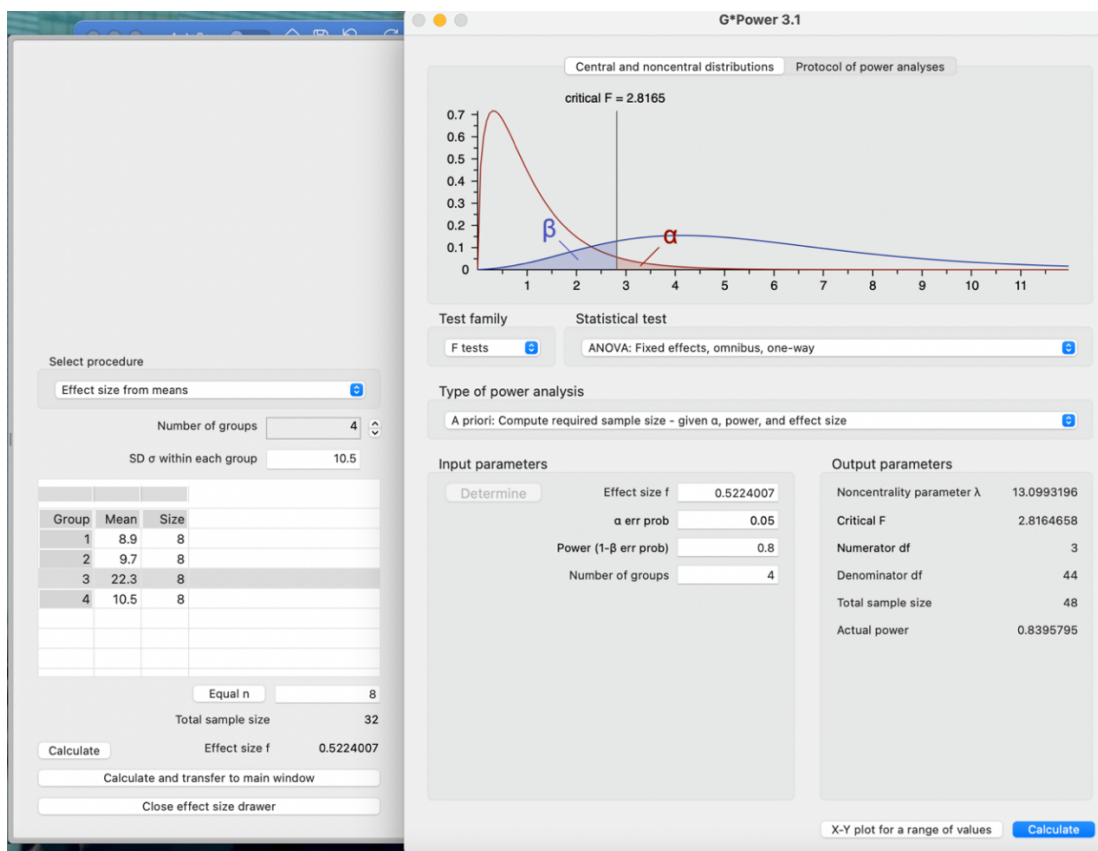 G*Power 3.1
Central and noncentral distributions
Protocol of power analyses
critical F = 2.8165
0.7
0.6
0.5
0.4
0.3
0.2
0.1
0
β
α
1 2 3 4 5 6 7 8 9 10 11
Test family
Statistical test
F tests
ANOVA: Fixed effects, omnibus, one-way
Type of power analysis
A priori: Compute required sample size - given α, power, and effect size
Input parameters
Determine
Effect size f 0.5224007
α err prob 0.05
Power (1-β err prob) 0.8
Number of groups 4
Output parameters
Noncentrality parameter λ 13.0993196
Critical F 2.8164658
Numerator df 3
Denominator df 44
Total sample size 48
Actual power 0.8395795
X-Y plot for a range of values
Calculate
Select procedure
Effect size from means
Number of groups 4
SD σ within each group 10.5
Group Mean Size
1 8.9 8
2 9.7 8
3 22.3 8
4 10.5 8
Equal n 8
Total sample size 32
Calculate
Effect size f 0.5224007
Calculate and transfer to main window
Close effect size drawer